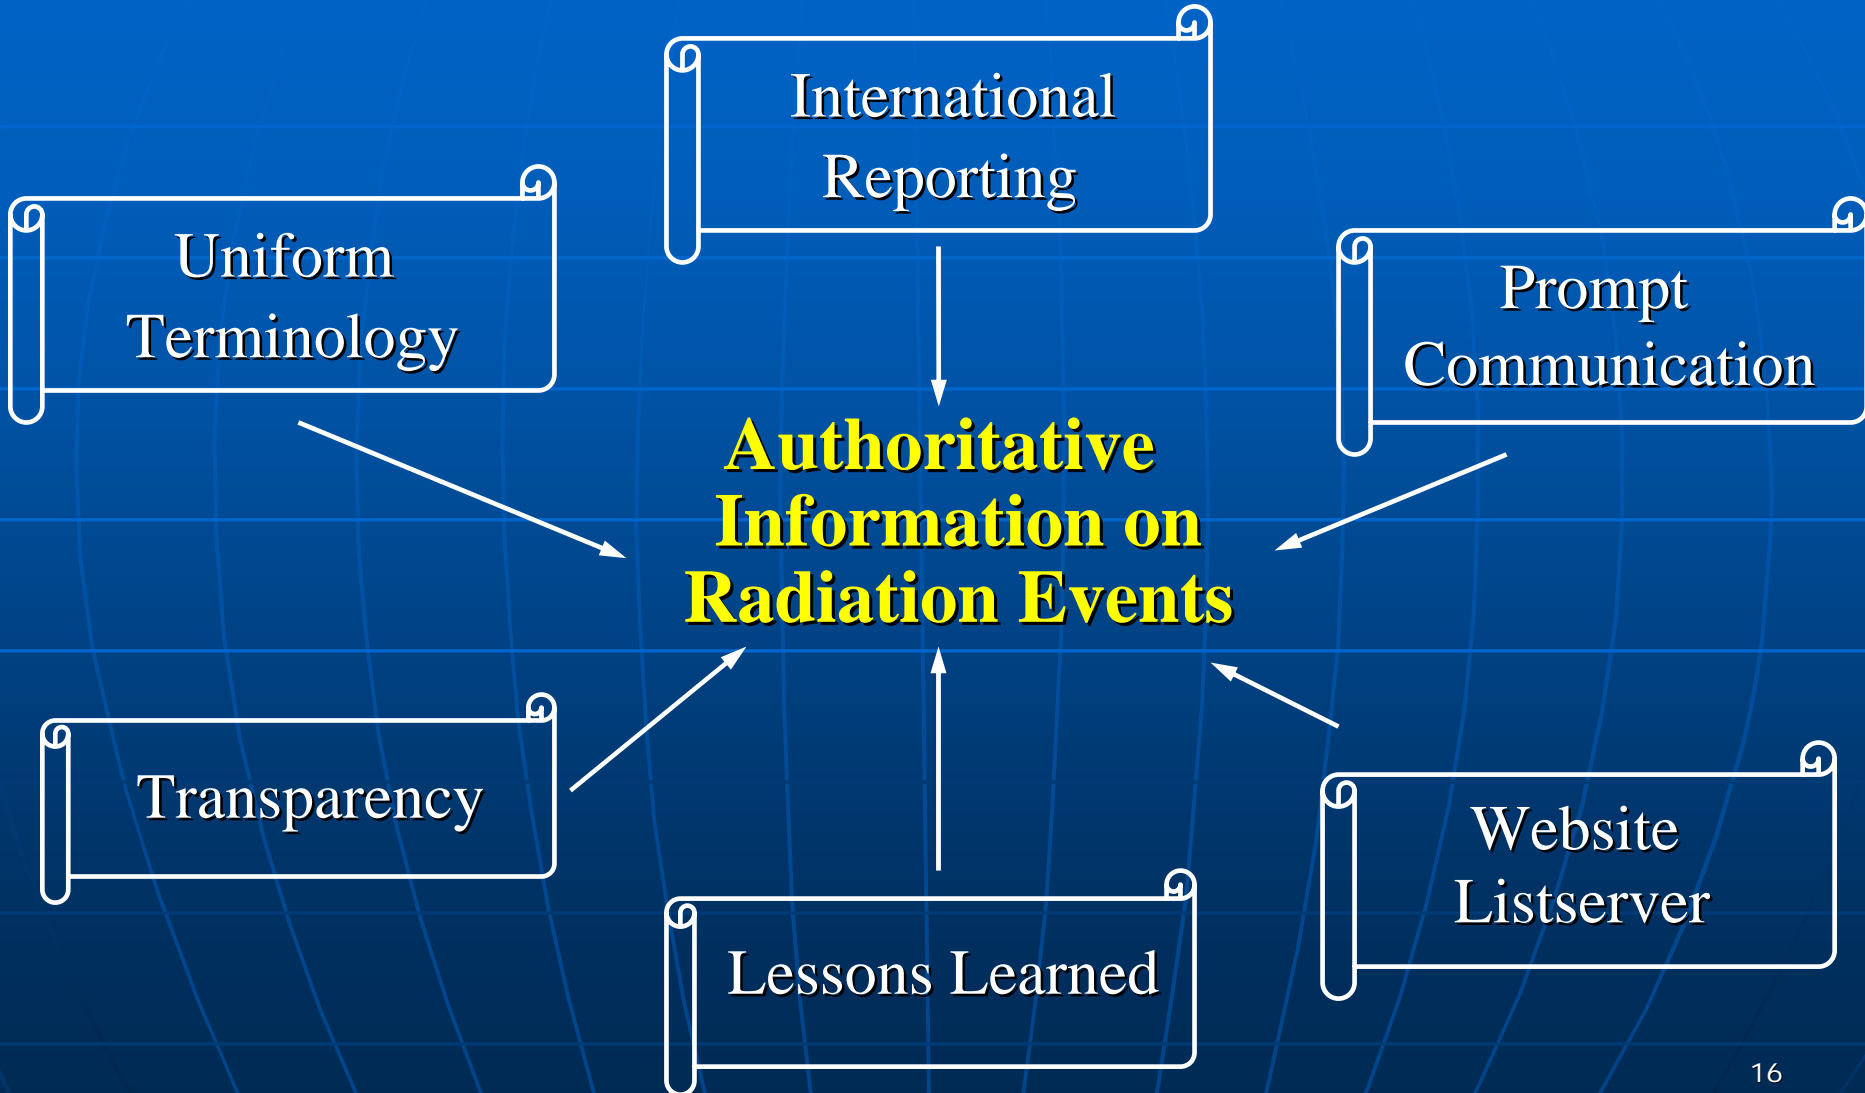 International
Reporting
Uniform
Terminology
Prompt
Communication
Authoritative
Information on
Radiation Events
Transparency
Website
Listserver
Lessons Learned
16